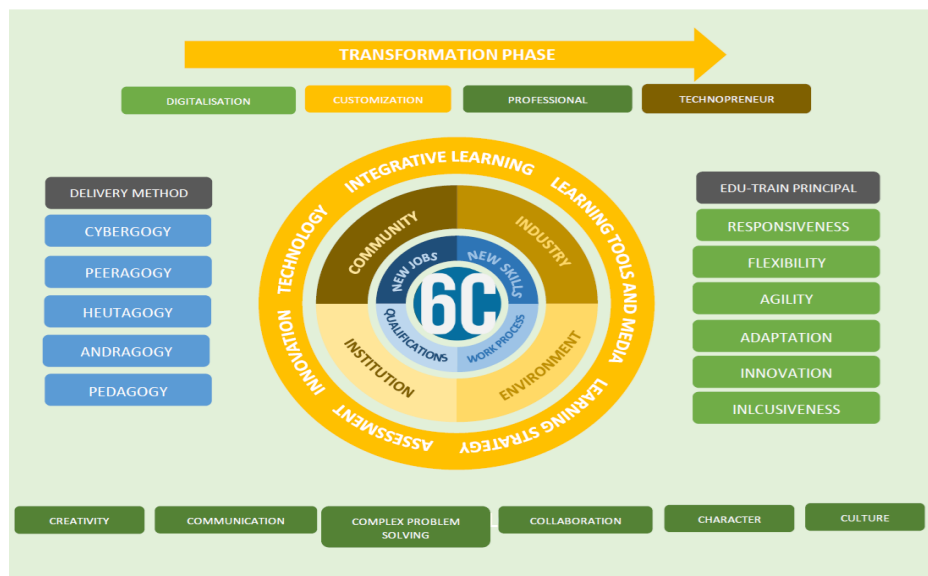 TRANSFORMATION PHASE
DIGITALISATION
CUSTOMIZATION
PROFESSIONAL
TECHNOPRENEUR
DELIVERY METHOD
CYBERGOGY
PEERAGOGY
HEUTAGOGY
ANDRAGOGY
PEDAGOGY
INTEGRATIVE LEARNING
LEARNING TOOLS AND MEDIA
LEARNING STRATEGY
ASSESSMENT
INNOVATION
TECHNOLOGY
COMMUNITY
INDUSTRY
ENVIRONMENT
INSTITUTION
NEW JOBS
NEW SKILLS
WORK PROCESS
QUALIFICATIONS
6C
EDU-TRAIN PRINCIPAL
RESPONSIVENESS
FLEXIBILITY
AGILITY
ADAPTATION
INNOVATION
INLCUSIVENESS
CREATIVITY
COMMUNICATION
COMPLEX PROBLEM
SOLVING
COLLABORATION
CHARACTER
CULTURE